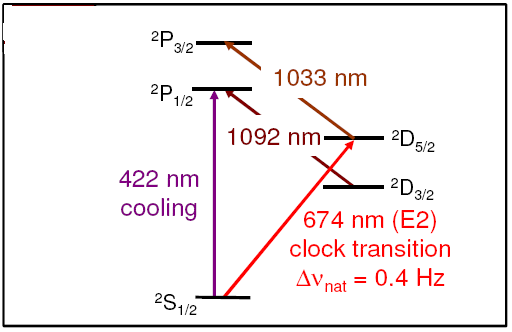 ²P₃/₂
1033 nm
²P₁/₂
1092 nm
²D₅/₂
422 nm
cooling
²D₃/₂
674 nm (E2)
clock transition
Δνₙₐₜ = 0.4 Hz
²S₁/₂